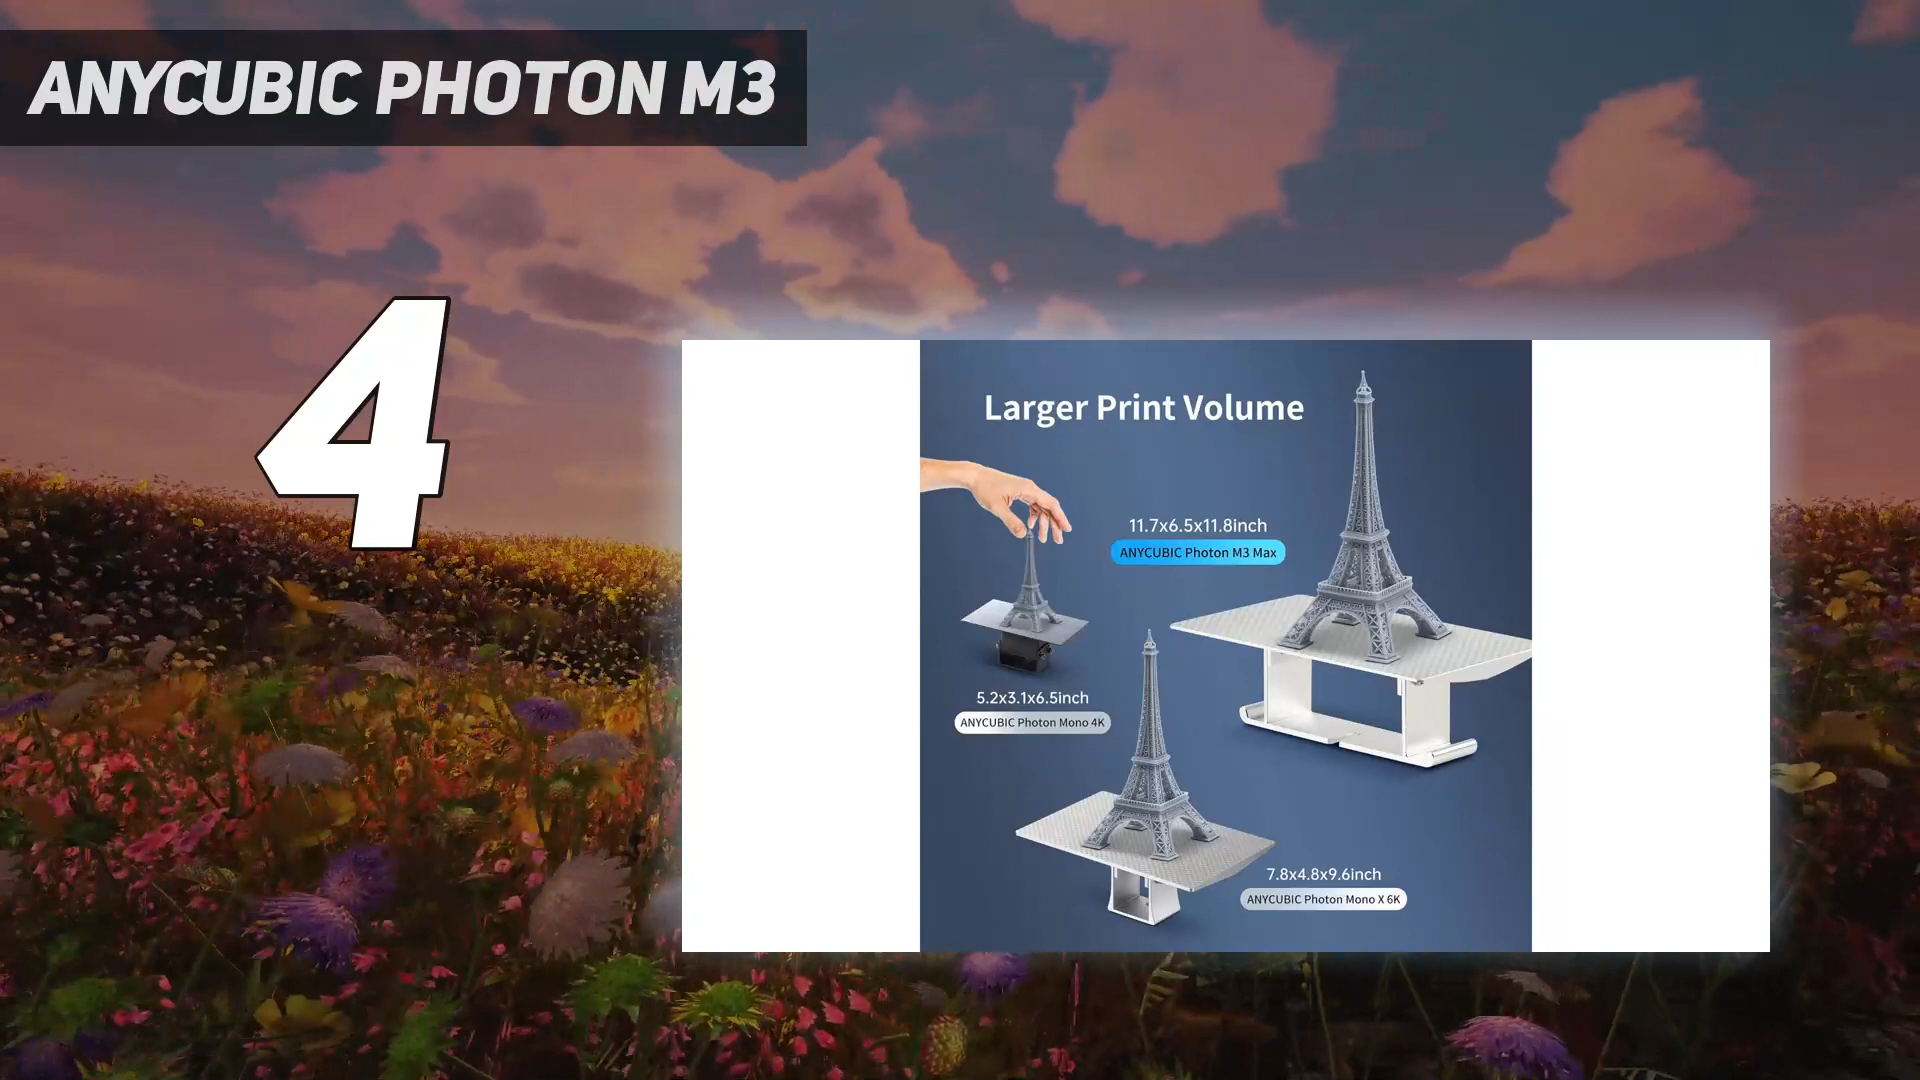 ANYCUBIC PHOTON M3
4
Larger Print Volume
11.7x6.5x11.8inch
ANYCUBIC Photon M3 Max
5.2x3.1x6.5inch
ANYCUBIC Photon Mono 4K
7.8x4.8x9.6inch
ANYCUBIC Photon Mono X 6K